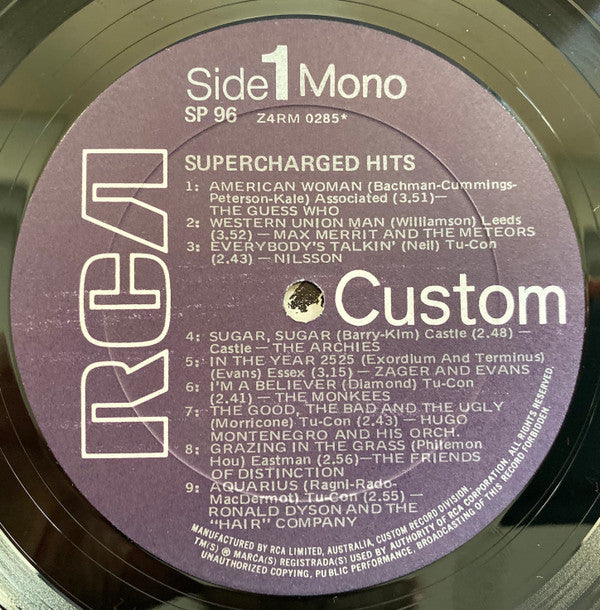 Side 1 Mono
SP 96 Z4RM 0285*
RCA
SUPERCHARGED HITS
1: AMERICAN WOMAN (Bachman-Cummings-
Peterson-Kale) Associated (3.51)—
THE GUESS WHO
2: WESTERN UNION MAN (Williamson) Leeds
(3.52) — MAX MERRIT AND THE METEORS
3: EVERYBODY'S TALKIN' (Neil) Tu-Con
(2.43) — NILSSON
Custom
4: SUGAR, SUGAR (Barry-Kim) Castle (2.48) —
Castle — THE ARCHIES
5: IN THE YEAR 2525 (Exordium And Terminus)
(Evans) Essex (3.15) — ZAGER AND EVANS
6: I'M A BELIEVER (Diamond) Tu-Con
(2.41) — THE MONKEES
7: THE GOOD, THE BAD AND THE UGLY
(Morricone) Tu-Con (2.43) — HUGO
MONTENEGRO AND HIS ORCH.
8: GRAZING IN THE GRASS (Philemon
Hou) Eastman (2.56)—THE FRIENDS
OF DISTINCTION
9: AQUARIUS (Ragni-Rado-
MacDermot) Tu-Con (2.55) —
RONALD DYSON AND THE
"HAIR" COMPANY
MANUFACTURED BY RCA LIMITED, AUSTRALIA, CUSTOM RECORD DIVISION.
TM(S) ® MARCA(S) REGISTRADA(S) USED BY AUTHORITY OF RCA CORPORATION. ALL RIGHTS RESERVED.
UNAUTHORIZED COPYING, PUBLIC PERFORMANCE, BROADCASTING OF THIS RECORD FORBIDDEN.